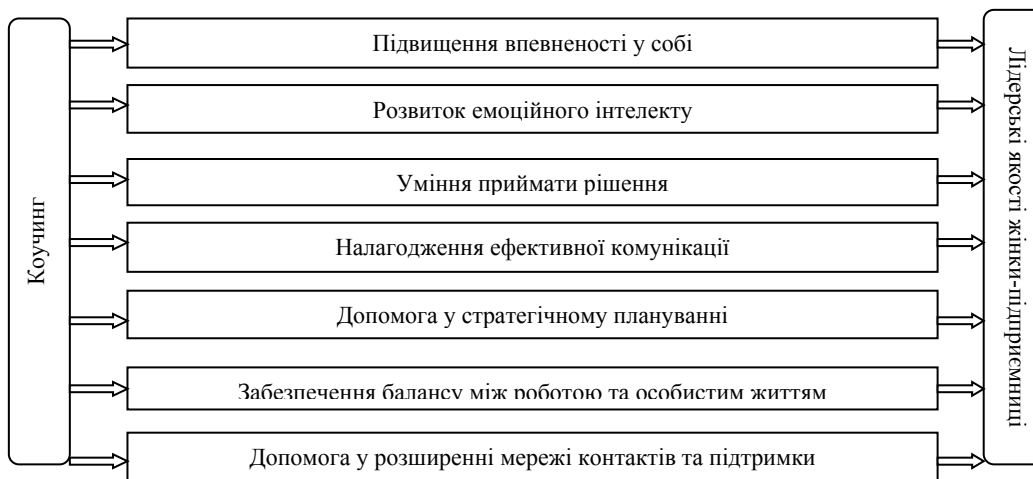 Коучинг
Підвищення впевненості у собі
Розвиток емоційного інтелекту
Уміння приймати рішення
Налагодження ефективної комунікації
Допомога у стратегічному плануванні
Забезпечення балансу між роботою та особистим життям
Допомога у розширенні мережі контактів та підтримки
Лідерські якості жінки-підприємниці